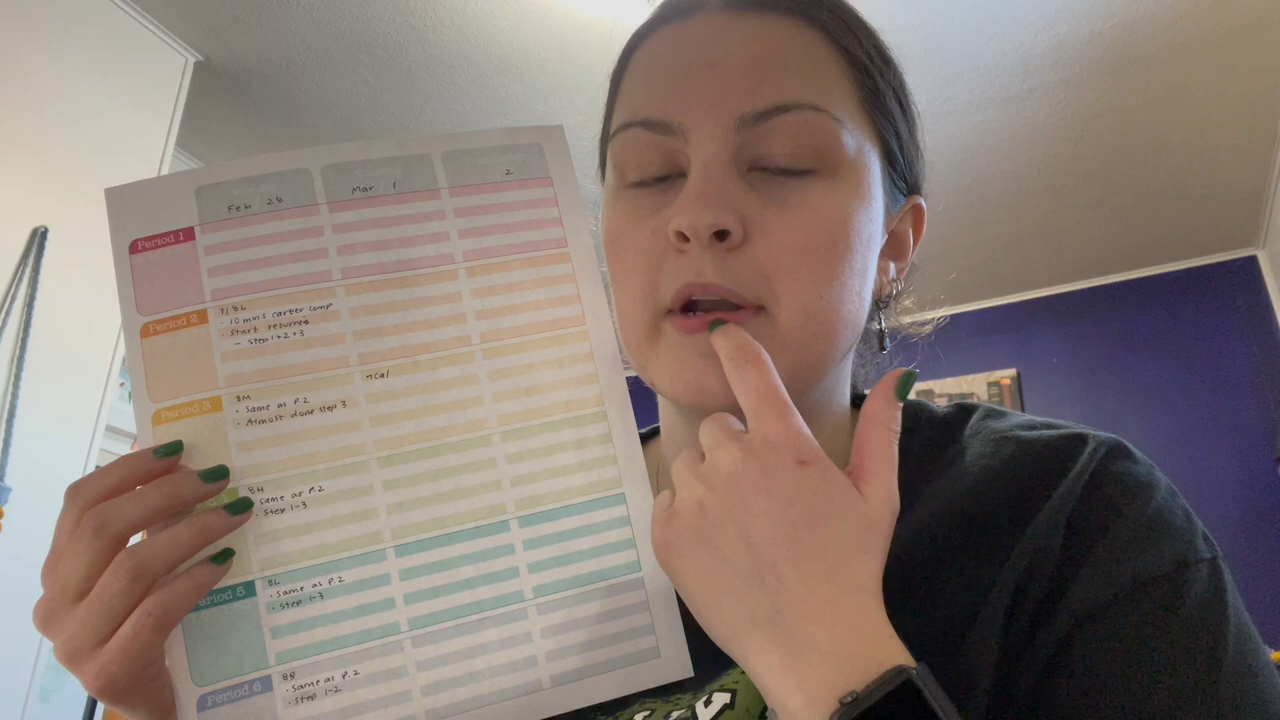 Feb 28
Mar 1
2
Period 1
Period 2
7/8L
• 10 mins career comp
• start resumes
– step 1+2+3
Period 3
8M
• Same as P.2
• Almost done step 3
8H
• same as P.2
• step 1-3
Period 5
8L
• same as P.2
• step 1-3
Period 6
8B
• same as P.2
• step 1-2